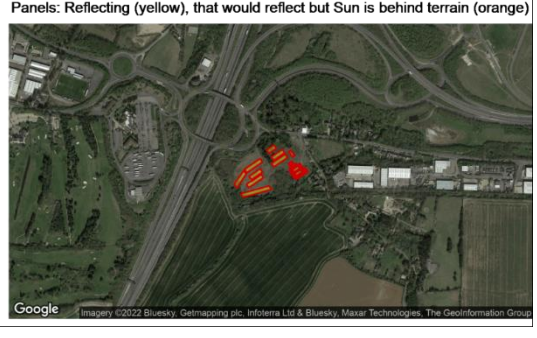 Panels: Reflecting (yellow), that would reflect but Sun is behind terrain (orange)
Google
Imagery ©2022 Bluesky, Getmapping plc, Infoterra Ltd & Bluesky, Maxar Technologies, The GeoInformation Group